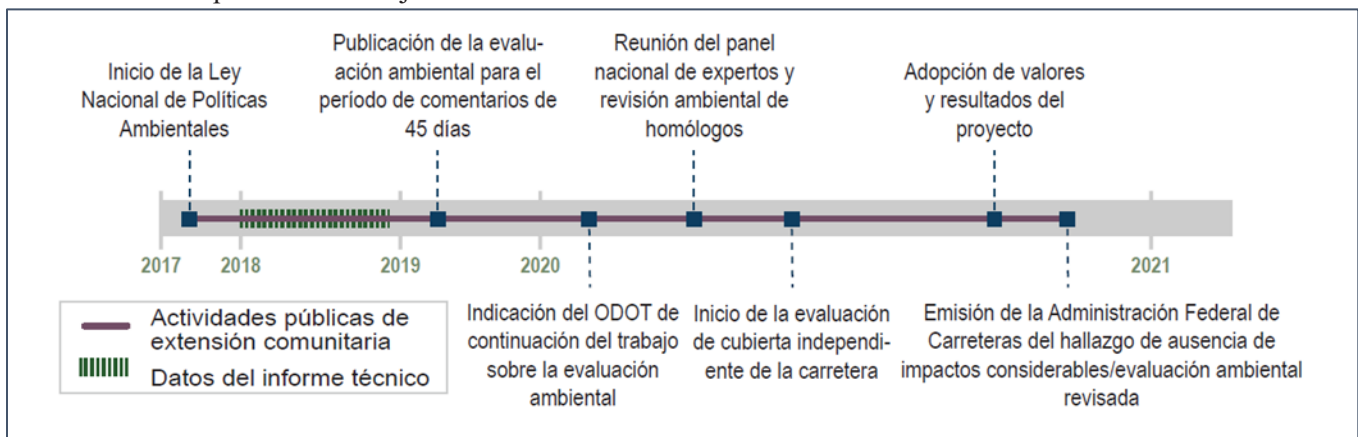 Inicio de la Ley
Nacional de Políticas
Ambientales
Publicación de la evalu-
ación ambiental para el
período de comentarios de
45 días
Reunión del panel
nacional de expertos y
revisión ambiental de
homólogos
Adopción de valores
y resultados del
proyecto
2017
2018
2019
2020
2021
Indicación del ODOT de
continuación del trabajo
sobre la evaluación
ambiental
Inicio de la evaluación
de cubierta independi-
ente de la carretera
Emisión de la Administración Federal de
Carreteras del hallazgo de ausencia de
impactos considerables/evaluación ambiental
revisada
Actividades públicas de
extensión comunitaria
Datos del informe técnico